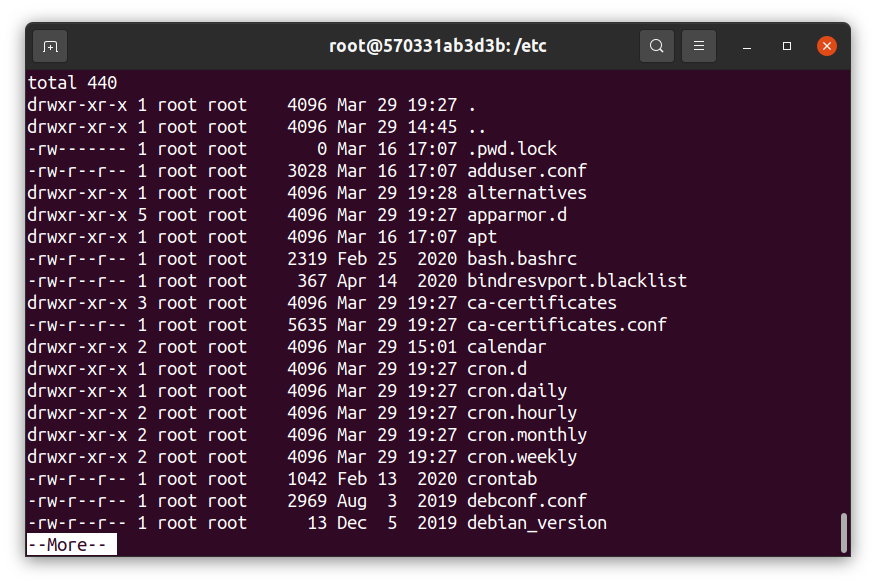 root@570331ab3d3b: /etc
total 440
drwxr-xr-x 1 root root    4096 Mar 29 19:27 .
drwxr-xr-x 1 root root    4096 Mar 29 14:45 ..
-rw------- 1 root root       0 Mar 16 17:07 .pwd.lock
-rw-r--r-- 1 root root    3028 Mar 16 17:07 adduser.conf
drwxr-xr-x 1 root root    4096 Mar 29 19:28 alternatives
drwxr-xr-x 5 root root    4096 Mar 29 19:27 apparmor.d
drwxr-xr-x 1 root root    4096 Mar 16 17:07 apt
-rw-r--r-- 1 root root    2319 Feb 25  2020 bash.bashrc
-rw-r--r-- 1 root root     367 Apr 14  2020 bindresvport.blacklist
drwxr-xr-x 3 root root    4096 Mar 29 19:27 ca-certificates
-rw-r--r-- 1 root root    5635 Mar 29 19:27 ca-certificates.conf
drwxr-xr-x 2 root root    4096 Mar 29 15:01 calendar
drwxr-xr-x 1 root root    4096 Mar 29 19:27 cron.d
drwxr-xr-x 1 root root    4096 Mar 29 19:27 cron.daily
drwxr-xr-x 2 root root    4096 Mar 29 19:27 cron.hourly
drwxr-xr-x 2 root root    4096 Mar 29 19:27 cron.monthly
drwxr-xr-x 2 root root    4096 Mar 29 19:27 cron.weekly
-rw-r--r-- 1 root root    1042 Feb 13  2020 crontab
-rw-r--r-- 1 root root    2969 Aug  3  2019 debconf.conf
-rw-r--r-- 1 root root      13 Dec  5  2019 debian_version
--More--